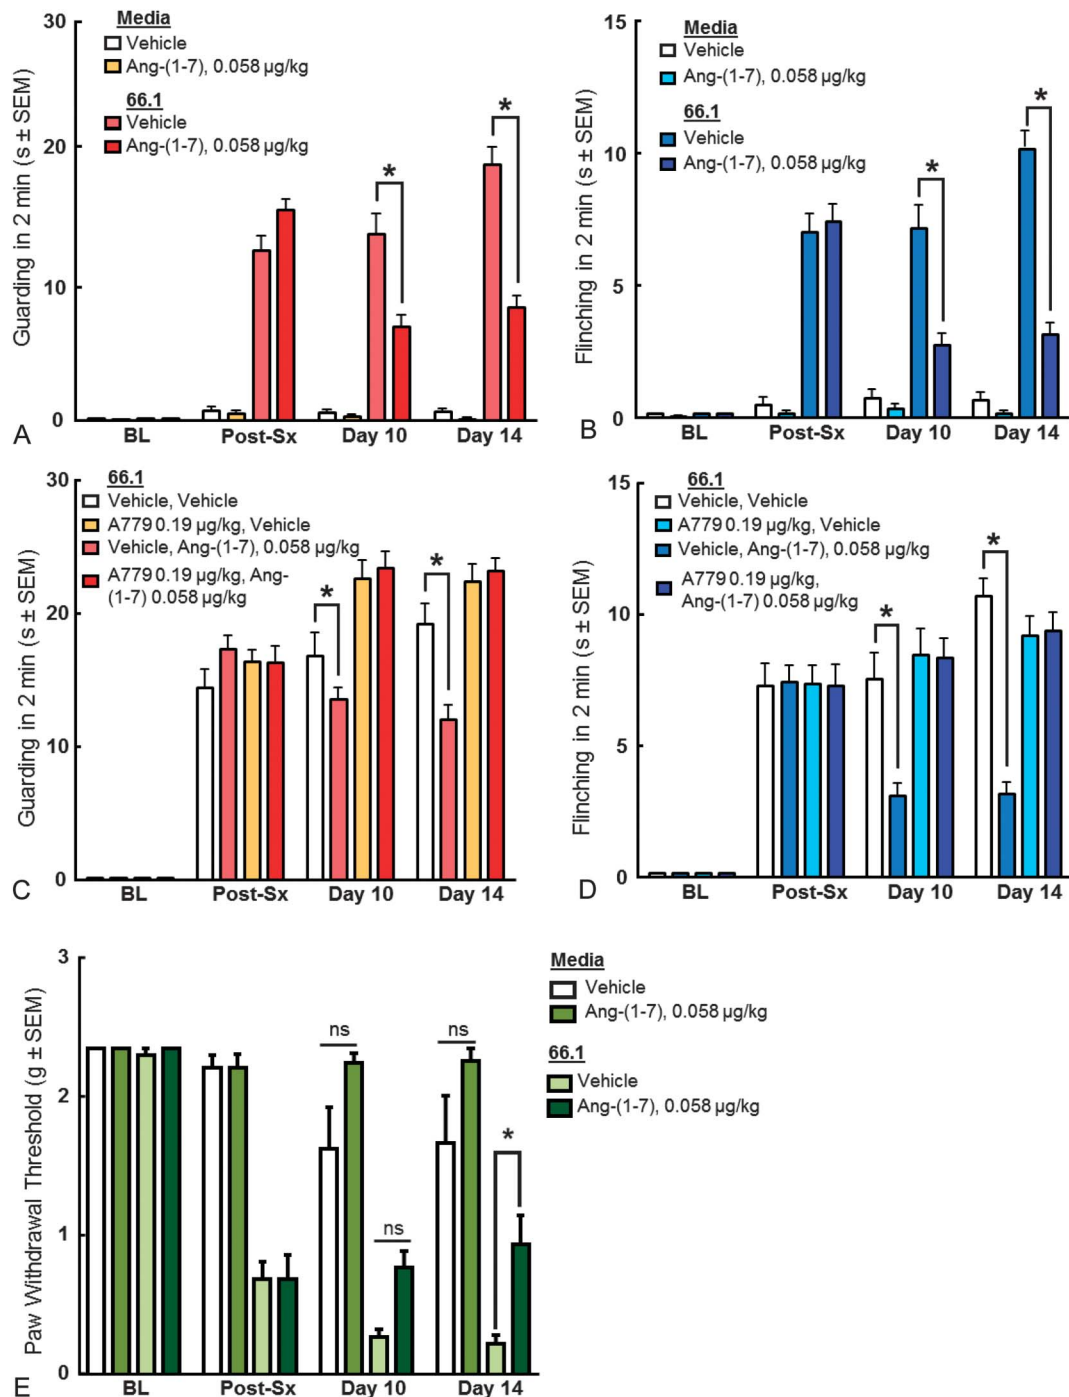 Guarding in 2 min (s ± SEM)
30
20
10
0
Media
Vehicle
Ang-(1-7), 0.058 µg/kg
66.1
Vehicle
Ang-(1-7), 0.058 µg/kg
*
*
BL
Post-Sx
Day 10
Day 14
A
Flinching in 2 min (s ± SEM)
15
10
5
0
Media
Vehicle
Ang-(1-7), 0.058 µg/kg
66.1
Vehicle
Ang-(1-7), 0.058 µg/kg
*
*
BL
Post-Sx
Day 10
Day 14
B
Guarding in 2 min (s ± SEM)
30
20
10
0
66.1
Vehicle, Vehicle
A779 0.19 µg/kg, Vehicle
Vehicle, Ang-(1-7), 0.058 µg/kg
A779 0.19 µg/kg, Ang-
(1-7) 0.058 µg/kg
*
*
BL
Post-Sx
Day 10
Day 14
C
Flinching in 2 min (s ± SEM)
15
10
5
0
66.1
Vehicle, Vehicle
A779 0.19 µg/kg, Vehicle
Vehicle, Ang-(1-7), 0.058 µg/kg
A779 0.19 µg/kg,
Ang-(1-7) 0.058 µg/kg
*
*
BL
Post-Sx
Day 10
Day 14
D
Paw Withdrawal Threshold (g ± SEM)
3
2
1
0
Media
Vehicle
Ang-(1-7), 0.058 µg/kg
66.1
Vehicle
Ang-(1-7), 0.058 µg/kg
ns
ns
ns
*
BL
Post-Sx
Day 10
Day 14
E